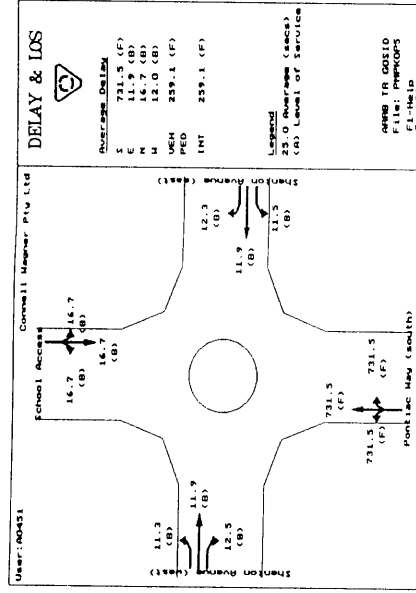 User:A0451
Connell Wagner Pty Ltd
School Access
16.7
(B)
16.7
(B)
16.7
(B)
Shenton Avenue (east)
12.3
(B)
11.9
(B)
11.5
(B)
11.3
(B)
11.9
(B)
12.5
(B)
Shenton Avenue (west)
731.5
(F)
731.5
(F)
731.5
(F)
Pontiac Way (south)
DELAY & LOS
Average Delay
S 731.5 (F)
E 11.9 (B)
N 16.7 (B)
W 12.0 (B)
VEH 259.1 (F)
PED
INT 259.1 (F)
Legend
25.0 Average (secs)
(A) Level of Service
ARRB TR aaSID
File: PMPKOPS
F1-Help